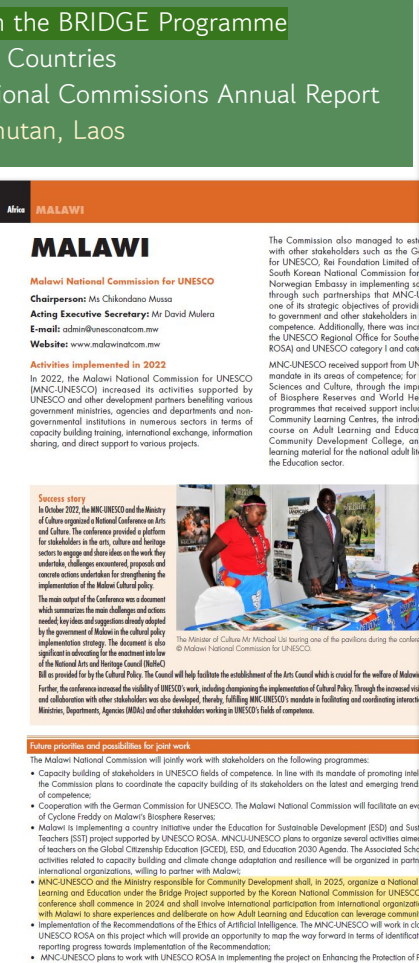 n the BRIDGE Programme
Countries
ional Commissions Annual Report
hutan, Laos
Africa MALAWI
MALAWI
Malawi National Commission for UNESCO
Chairperson: Ms Chikondano Mussa
Acting Executive Secretary: Mr David Mulera
E-mail: admin@unesconatcom.mw
Website: www.malawinatcom.mw
Activities implemented in 2022
In 2022, the Malawi National Commission for UNESCO
(MNC-UNESCO) increased its activities supported by
UNESCO and other development partners benefiting various
government ministries, agencies and departments and non-
governmental institutions in numerous sectors in terms of
capacity building training, international exchange, information
sharing, and direct support to various projects.
The Commission also managed to est
with other stakeholders such as the G
for UNESCO, Rei Foundation Limited of
South Korean National Commission for
Norwegian Embassy in implementing sc
through such partnerships that MNC-U
one of its strategic objectives of providi
to government and other stakeholders in
competence. Additionally, there was incr
the UNESCO Regional Office for Southe
ROSA) and UNESCO category I and cate
MNC-UNESCO received support from UN
mandate in its areas of competence; for
Sciences and Culture, through the impr
of Biosphere Reserves and World He
programmes that received support includ
Community Learning Centres, the introdu
course on Adult Learning and Educa
Community Development College, an
learning material for the national adult lit
the Education sector.
Success story
In October 2022, the MNC-UNESCO and the Ministry
of Culture organized a National Conference on Arts
and Culture. The conference provided a platform
for stakeholders in the arts, culture and heritage
sectors to engage and share ideas on the work they
undertake, challenges encountered, proposals and
concrete actions undertaken for strengthening the
implementation of the Malawi Cultural policy.
The main output of the Conference was a document
which summarizes the main challenges and actions
needed; key ideas and suggestions already adopted
by the government of Malawi in the cultural policy
implementation strategy. The document is also
significant in advocating for the enactment into law
of the National Arts and Heritage Council (NaHeC)
Bill as provided for by the Cultural Policy. The Council will help facilitate the establishment of the Arts Council which is crucial for the welfare of Malawi
Further, the conference increased the visibility of UNESCO's work, including championing the implementation of Cultural Policy. Through the increased visi
and collaboration with other stakeholders was also developed, thereby, fulfilling MNC-UNESCO's mandate in facilitating and coordinating interacti
Ministries, Departments, Agencies (MDAs) and other stakeholders working in UNESCO's fields of competence.
The Minister of Culture Mr Michael Usi touring one of the pavilions during the confere
© Malawi National Commission for UNESCO.
Future priorities and possibilities for joint work
The Malawi National Commission will jointly work with stakeholders on the following programmes:
• Capacity building of stakeholders in UNESCO fields of competence. In line with its mandate of promoting intel
the Commission plans to coordinate the capacity building of its stakeholders on the latest and emerging trend
of competence;
• Cooperation with the German Commission for UNESCO. The Malawi National Commission will facilitate an eva
of Cyclone Freddy on Malawi's Biosphere Reserves;
• Malawi is implementing a country initiative under the Education for Sustainable Development (ESD) and Sust
Teachers (SST) project supported by UNESCO ROSA. MNCU-UNESCO plans to organize several activities aimed
of teachers on the Global Citizenship Education (GCED), ESD, and Education 2030 Agenda. The Associated Scho
activities related to capacity building and climate change adaptation and resilience will be organized in partn
international organizations, willing to partner with Malawi;
• MNC-UNESCO and the Ministry responsible for Community Development shall, in 2025, organize a National
Learning and Education under the Bridge Project supported by the Korean National Commission for UNESCO
conference shall commence in 2024 and shall involve international participation from international organizatio
with Malawi to share experiences and deliberate on how Adult Learning and Education can leverage communit
• Implementation of the Recommendations of the Ethics of Artificial Intelligence. The MNC-UNESCO will work in clo
UNESCO ROSA on this project which will provide an opportunity to map the way forward in terms of identificat
reporting progress towards implementation of the Recommendation;
• MNC-UNESCO plans to work with UNESCO ROSA in implementing the project on Enhancing the Protection of F